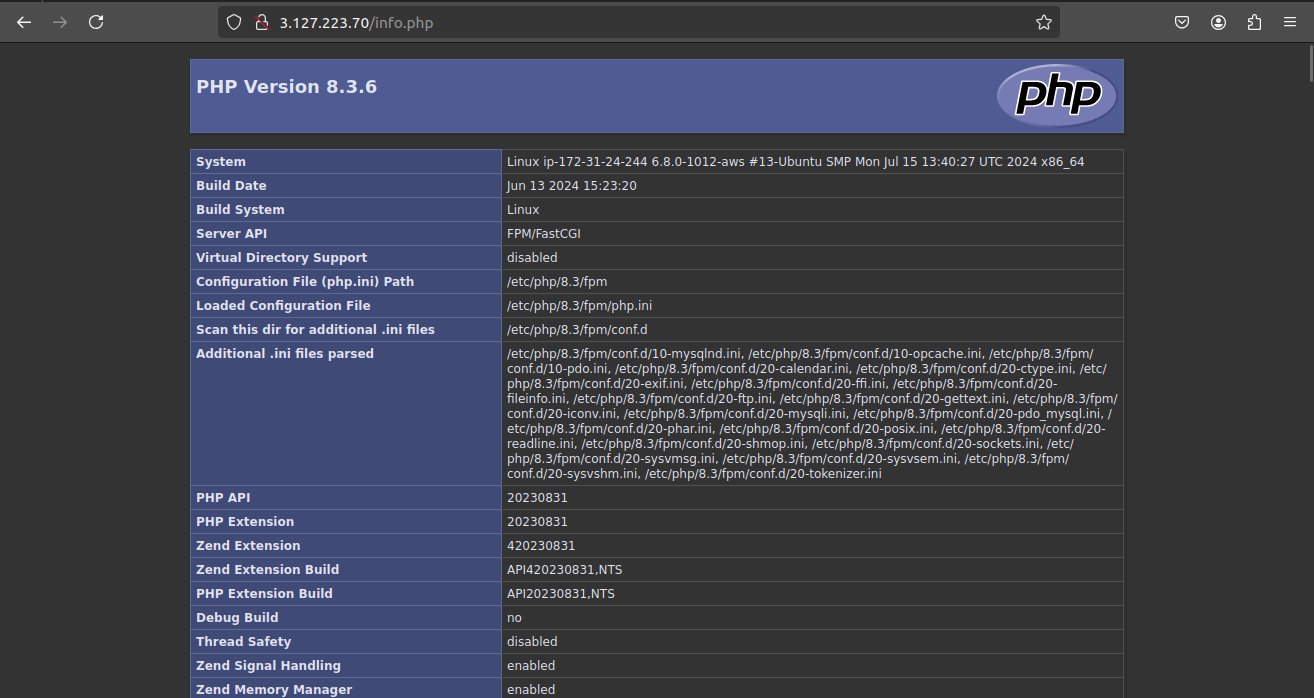 3.127.223.70/info.php
PHP Version 8.3.6
php
System Linux ip-172-31-24-244 6.8.0-1012-aws #13-Ubuntu SMP Mon Jul 15 13:40:27 UTC 2024 x86_64
Build Date Jun 13 2024 15:23:20
Build System Linux
Server API FPM/FastCGI
Virtual Directory Support disabled
Configuration File (php.ini) Path /etc/php/8.3/fpm
Loaded Configuration File /etc/php/8.3/fpm/php.ini
Scan this dir for additional .ini files /etc/php/8.3/fpm/conf.d
Additional .ini files parsed /etc/php/8.3/fpm/conf.d/10-mysqlnd.ini, /etc/php/8.3/fpm/conf.d/10-opcache.ini, /etc/php/8.3/fpm/
conf.d/10-pdo.ini, /etc/php/8.3/fpm/conf.d/20-calendar.ini, /etc/php/8.3/fpm/conf.d/20-ctype.ini, /etc/
php/8.3/fpm/conf.d/20-exif.ini, /etc/php/8.3/fpm/conf.d/20-ffi.ini, /etc/php/8.3/fpm/conf.d/20-
fileinfo.ini, /etc/php/8.3/fpm/conf.d/20-ftp.ini, /etc/php/8.3/fpm/conf.d/20-gettext.ini, /etc/php/8.3/fpm/
conf.d/20-iconv.ini, /etc/php/8.3/fpm/conf.d/20-mysqli.ini, /etc/php/8.3/fpm/conf.d/20-pdo_mysql.ini, /
etc/php/8.3/fpm/conf.d/20-phar.ini, /etc/php/8.3/fpm/conf.d/20-posix.ini, /etc/php/8.3/fpm/conf.d/20-
readline.ini, /etc/php/8.3/fpm/conf.d/20-shmop.ini, /etc/php/8.3/fpm/conf.d/20-sockets.ini, /etc/
php/8.3/fpm/conf.d/20-sysvmsg.ini, /etc/php/8.3/fpm/conf.d/20-sysvsem.ini, /etc/php/8.3/fpm/
conf.d/20-sysvshm.ini, /etc/php/8.3/fpm/conf.d/20-tokenizer.ini
PHP API 20230831
PHP Extension 20230831
Zend Extension 420230831
Zend Extension Build API420230831,NTS
PHP Extension Build API20230831,NTS
Debug Build no
Thread Safety disabled
Zend Signal Handling enabled
Zend Memory Manager enabled